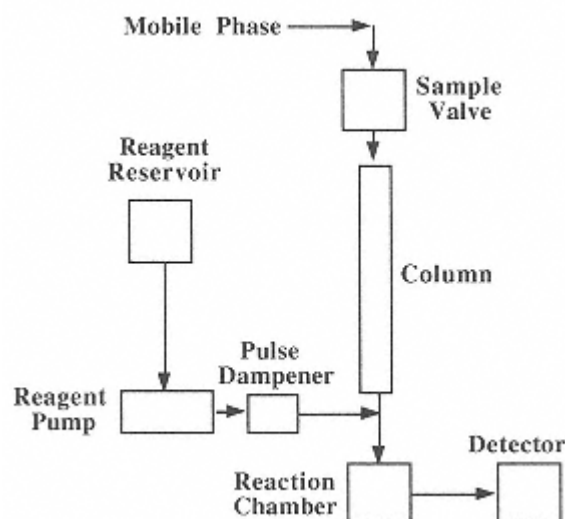 Mobile Phase
Sample
Valve
Reagent
Reservoir
Column
Pulse
Dampener
Reagent
Pump
Detector
Reaction
Chamber